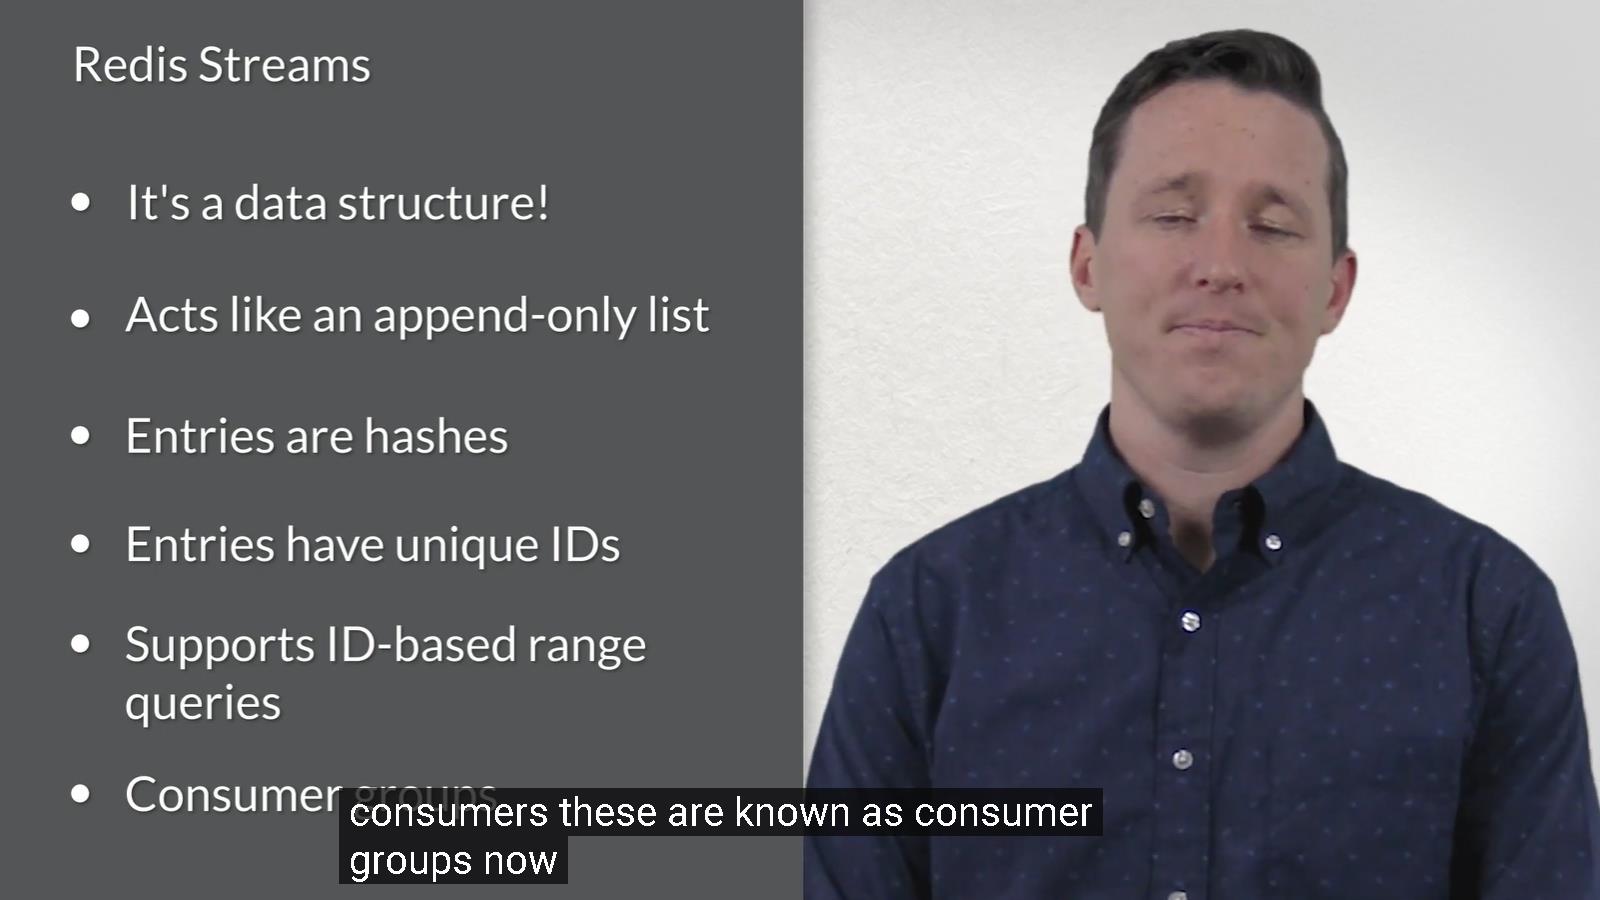 Redis Streams
It's a data structure!
Acts like an append-only list
Entries are hashes
Entries have unique IDs
Supports ID-based range
queries
Consumer groups
consumers these are known as consumer
groups now